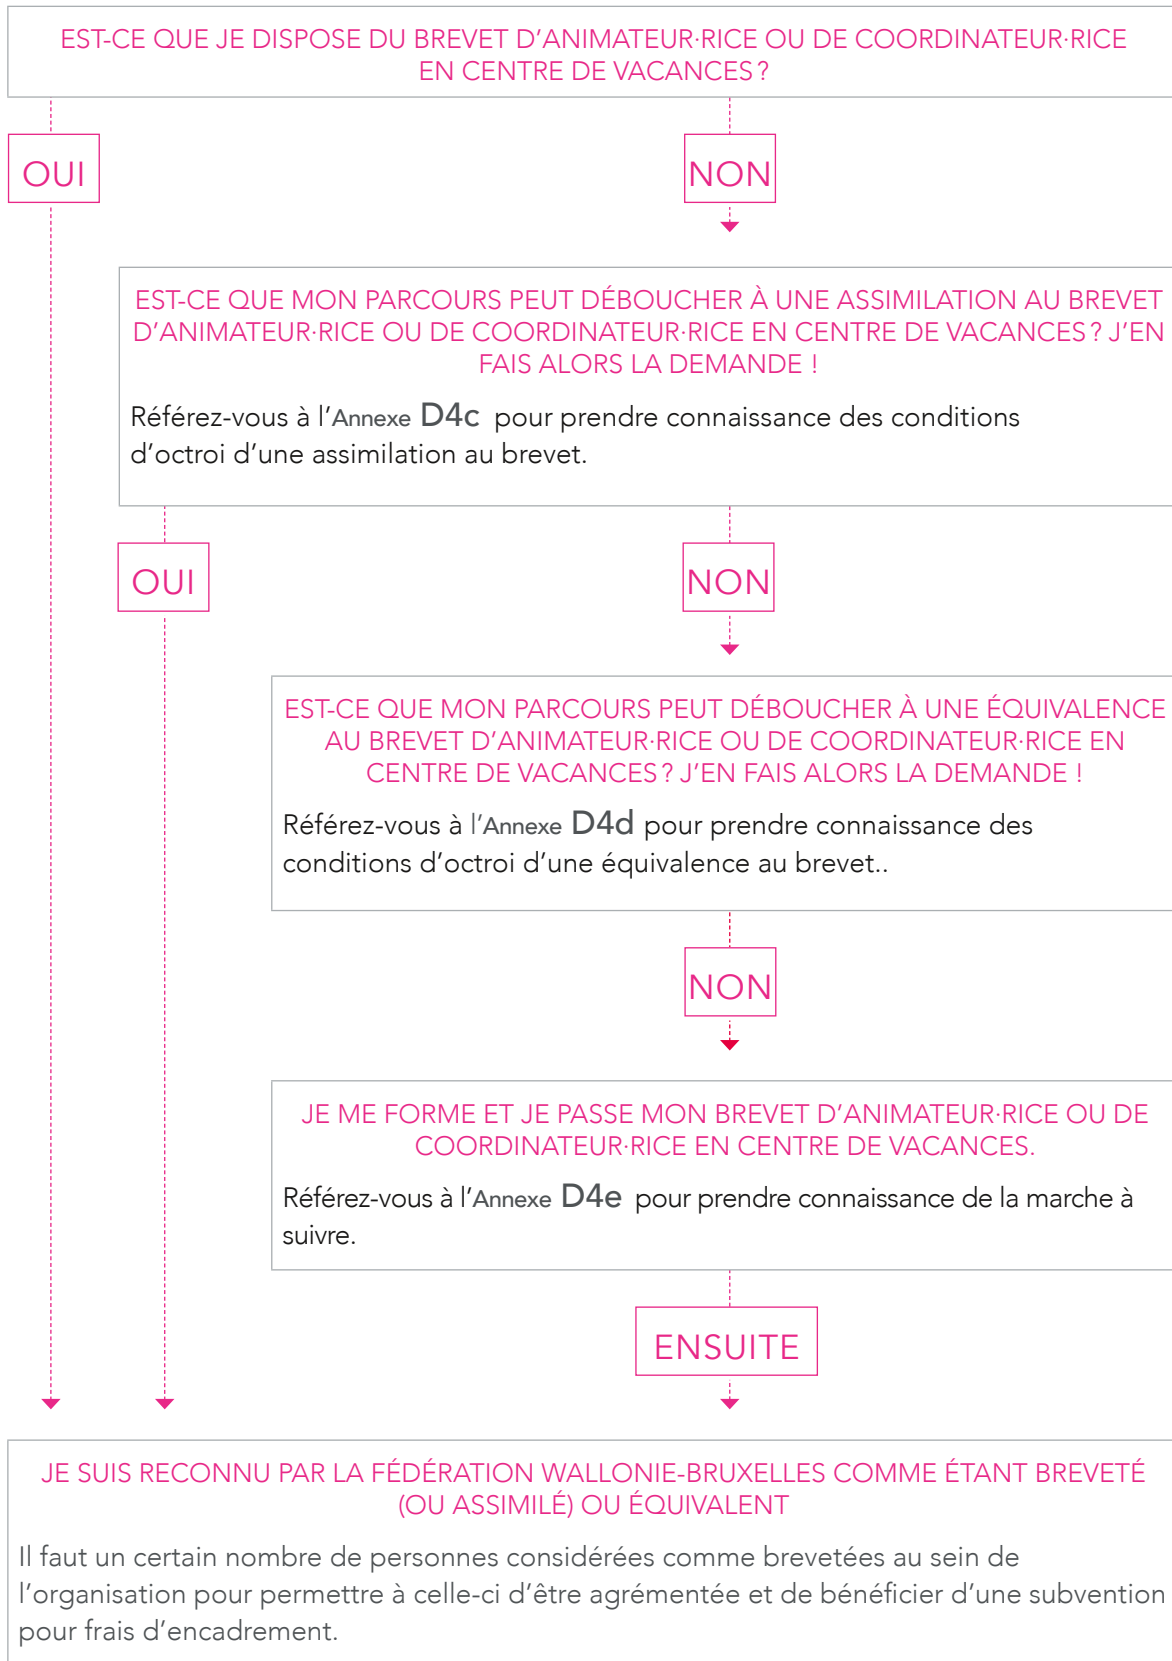 EST-CE QUE JE DISPOSE DU BREVET D'ANIMATEUR·RICE OU DE COORDINATEUR·RICE
EN CENTRE DE VACANCES ?
OUI
NON
EST-CE QUE MON PARCOURS PEUT DÉBOUCHER À UNE ASSIMILATION AU BREVET
D'ANIMATEUR·RICE OU DE COORDINATEUR·RICE EN CENTRE DE VACANCES ? J'EN
FAIS ALORS LA DEMANDE !
Référez-vous à l'Annexe D4c pour prendre connaissance des conditions
d'octroi d'une assimilation au brevet.
OUI
NON
EST-CE QUE MON PARCOURS PEUT DÉBOUCHER À UNE ÉQUIVALENCE
AU BREVET D'ANIMATEUR·RICE OU DE COORDINATEUR·RICE EN
CENTRE DE VACANCES ? J'EN FAIS ALORS LA DEMANDE !
Référez-vous à l'Annexe D4d pour prendre connaissance des
conditions d'octroi d'une équivalence au brevet..
NON
JE ME FORME ET JE PASSE MON BREVET D'ANIMATEUR·RICE OU DE
COORDINATEUR·RICE EN CENTRE DE VACANCES.
Référez-vous à l'Annexe D4e pour prendre connaissance de la marche à
suivre.
ENSUITE
JE SUIS RECONNU PAR LA FÉDÉRATION WALLONIE-BRUXELLES COMME ÉTANT BREVETÉ
(OU ASSIMILÉ) OU ÉQUIVALENT
Il faut un certain nombre de personnes considérées comme brevetées au sein de
l'organisation pour permettre à celle-ci d'être agrémentée et de bénéficier d'une subvention
pour frais d'encadrement.